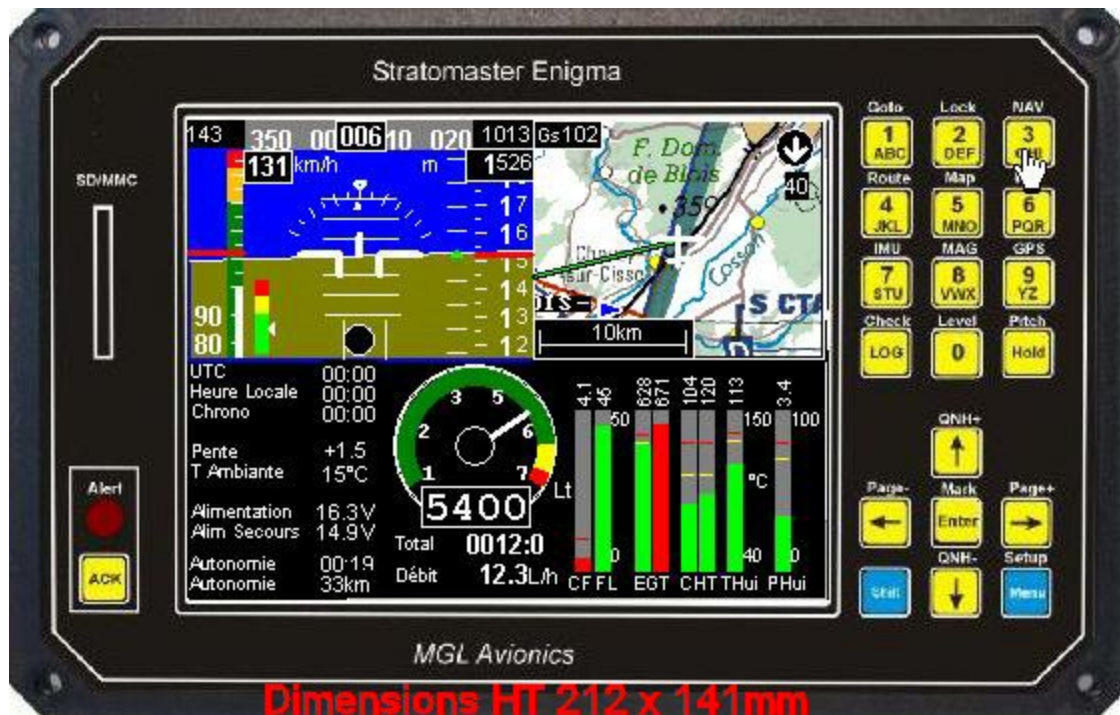 Stratomaster Enigma
SD/MMC
143 350 00 006 10 020 1013 Gs102
131 km/h m 1526
17
16
15
14
13
12
90
80
F. Dom.
de Blois
359
40
Cosson
sur-Cisse
10km
UTC 00:00
Heure Locale 00:00
Chrono 00:00
Pente +1.5
T Ambiante 15°C
Alimentation 16.3V
Alim Secours 14.9V
Autonomie 00:19
Autonomie 33km
1 2 3 5 6 7
5400
Total 0012:0
Débit 12.3L/h
Lt
4.1 45 628 671 104 120 113 3.4
50 150 100
°C
0 40 0
CF FL EGT CHT THui PHui
Goto Lock NAV
1 2 3
ABC DEF GHI
Route Map
4 5 6
JKL MNO PQR
IMU MAG GPS
7 8 9
STU VWX YZ
Check Level Pitch
LOG 0 Hold
QNH+
Page- Mark Page+
Enter
QNH- Setup
Shift Menu
Alert
ACK
MGL Avionics
Dimensions HT 212 x 141mm